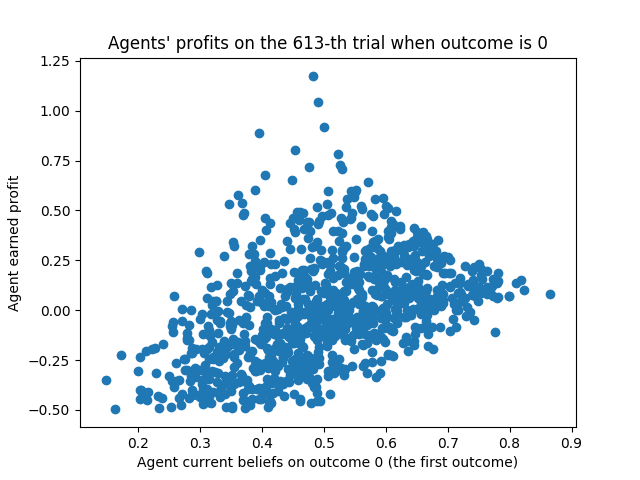 Agents' profits on the 613-th trial when outcome is 0
1.25
1.00
0.75
0.50
0.25
0.00
−0.25
−0.50
Agent earned profit
0.2 0.3 0.4 0.5 0.6 0.7 0.8 0.9
Agent current beliefs on outcome 0 (the first outcome)